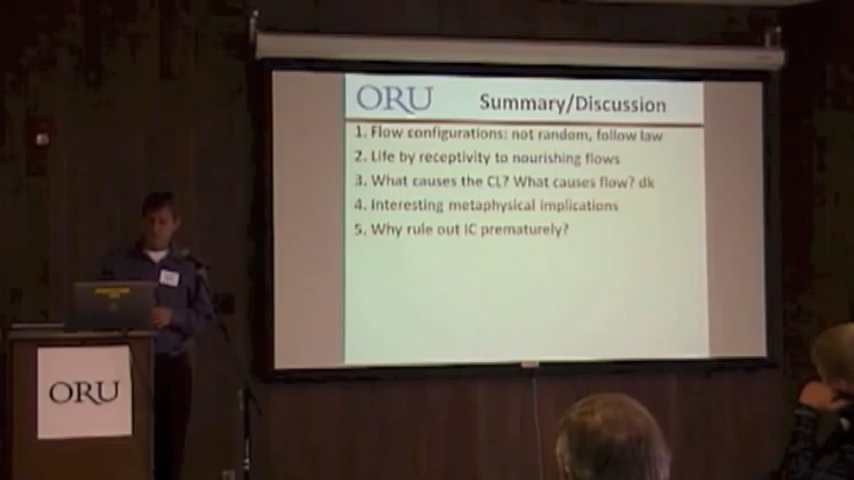 ORU Summary/Discussion
1. Flow configurations: not random, follow law
2. Life by receptivity to nourishing flows
3. What causes the CL? What causes flow? dk
4. Interesting metaphysical implications
5. Why rule out IC prematurely?
ORU